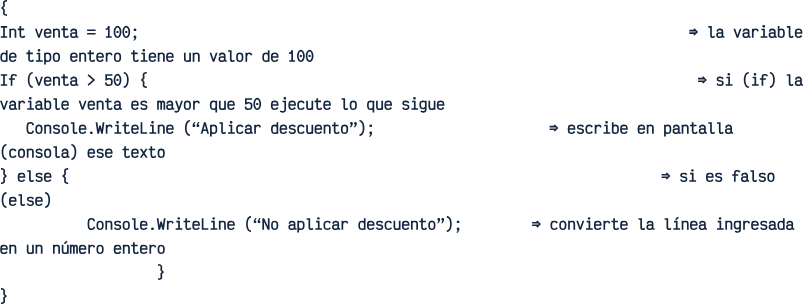 {
Int venta = 100; ⇒ la variable
de tipo entero tiene un valor de 100
If (venta > 50) { ⇒ si (if) la
variable venta es mayor que 50 ejecute lo que sigue
Console.WriteLine (“Aplicar descuento”); ⇒ escribe en pantalla
(consola) ese texto
} else { ⇒ si es falso
(else)
Console.WriteLine (“No aplicar descuento”); ⇒ convierte la línea ingresada
en un número entero
}
}